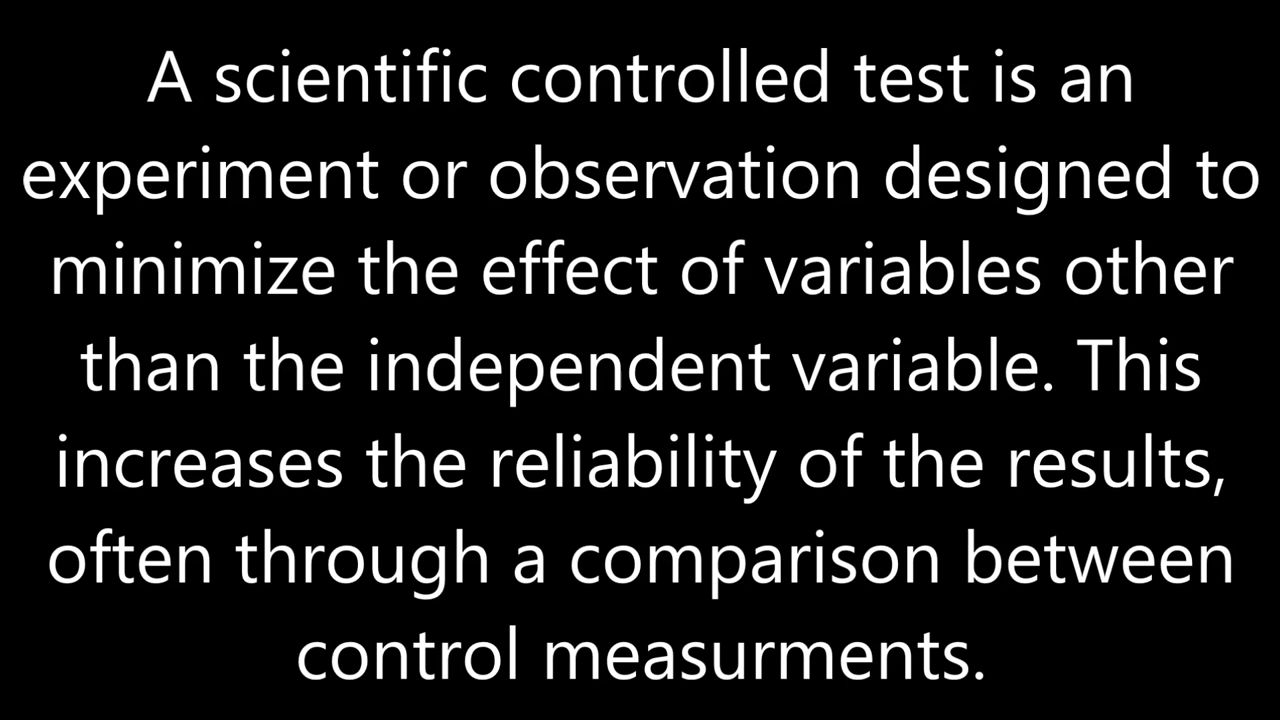 A scientific controlled test is an
experiment or observation designed to
minimize the effect of variables other
than the independent variable. This
increases the reliability of the results,
often through a comparison between
control measurments.